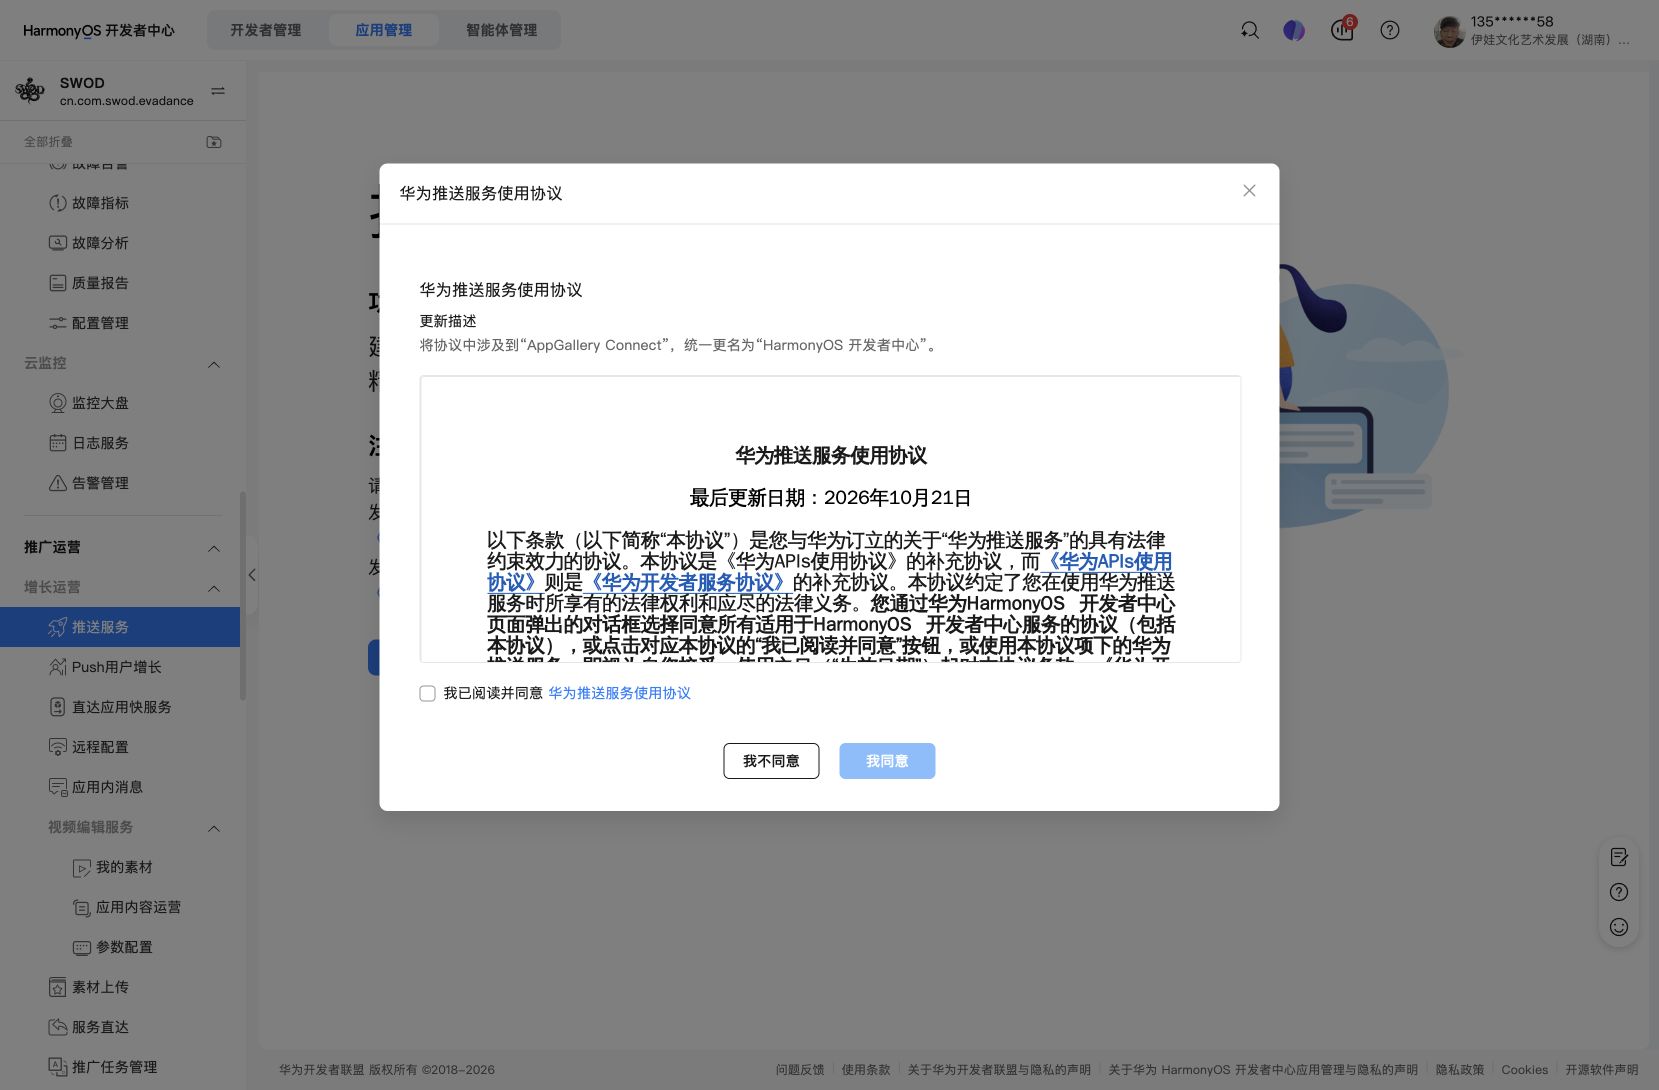 HarmonyOS 开发者中心
开发者管理
应用管理
智能体管理
6
135******58
伊娃文化艺术发展（湖南）...
SWOD
cn.com.swod.evadance
全部折叠
故障告警
故障指标
故障分析
质量报告
配置管理
云监控
监控大盘
日志服务
告警管理
推广运营
增长运营
推送服务
Push用户增长
直达应用快服务
远程配置
应用内消息
视频编辑服务
我的素材
应用内容运营
参数配置
素材上传
服务直达
推广任务管理
华为推送服务使用协议
华为推送服务使用协议
更新描述
将协议中涉及到“AppGallery Connect”，统一更名为“HarmonyOS 开发者中心”。
华为推送服务使用协议
最后更新日期：2026年10月21日
以下条款（以下简称“本协议”）是您与华为订立的关于“华为推送服务”的具有法律
约束效力的协议。本协议是《华为APIs使用协议》的补充协议，而《华为APIs使用
协议》则是《华为开发者服务协议》的补充协议。本协议约定了您在使用华为推送
服务时所享有的法律权利和应尽的法律义务。您通过华为HarmonyOS 开发者中心
页面弹出的对话框选择同意所有适用于HarmonyOS 开发者中心服务的协议（包括
本协议），或点击对应本协议的“我已阅读并同意”按钮，或使用本协议项下的华为
我已阅读并同意 华为推送服务使用协议
我不同意
我同意
华为开发者联盟 版权所有 ©2018-2026
问题反馈
使用条款
关于华为开发者联盟与隐私的声明
关于华为 HarmonyOS 开发者中心应用管理与隐私的声明
隐私政策
Cookies
开源软件声明